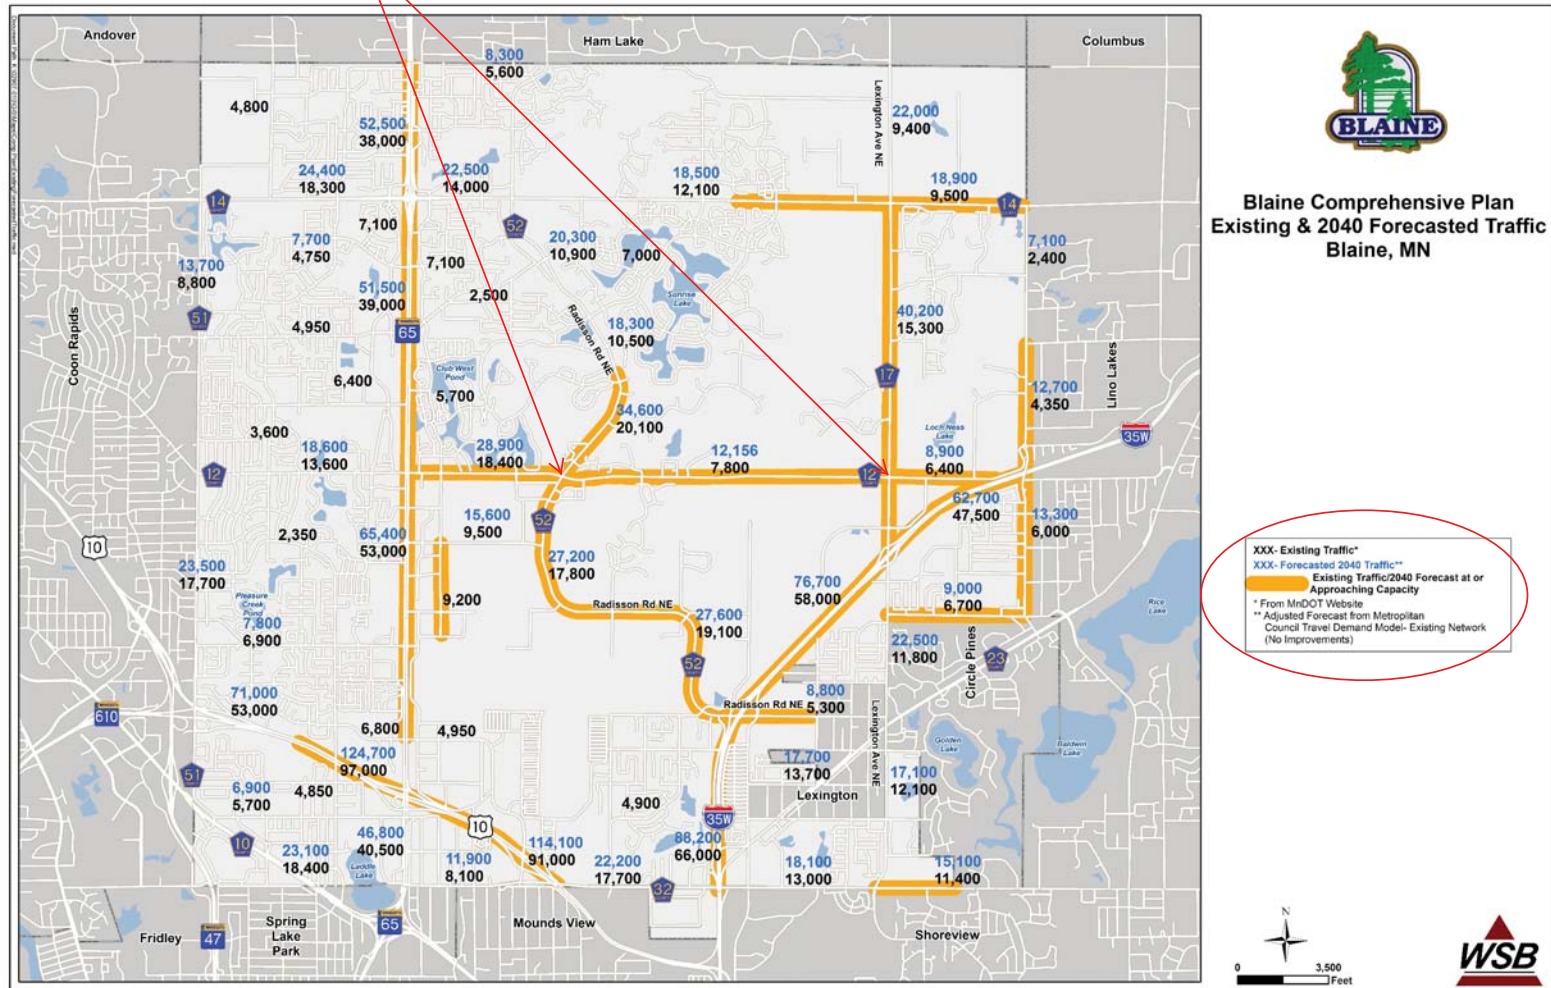 Andover
Ham Lake
Columbus
8,300
5,600
4,800
52,500
38,000
Lexington Ave NE
22,000
9,400
24,400
18,300
22,500
14,000
18,500
12,100
18,900
9,500
14
14
7,100
52
20,300
10,900
7,000
7,100
2,400
7,700
4,750
13,700
8,800
7,100
51,500
39,000
2,500
Sunrise
Lake
51
4,950
65
Radisson Rd NE
18,300
10,500
40,200
15,300
Coon Rapids
Lino Lakes
6,400
Club West
Pond
5,700
17
12,700
4,350
34,600
20,100
3,600
18,600
13,600
28,900
18,400
12,156
7,800
Loch Ness
Lake
8,900
6,400
35W
12
12
62,700
47,500
15,600
9,500
52
13,300
6,000
2,350
65,400
53,000
10
27,200
17,800
23,500
17,700
76,700
58,000
Pleasure
Creek
Pond
7,800
6,900
9,200
Radisson Rd NE
27,600
19,100
9,000
6,700
Rice
Lake
22,500
11,800
Circle Pines
23
52
71,000
53,000
610
6,800
4,950
8,800
5,300
Radisson Rd NE
Lexington Ave NE
Golden
Lake
Baldwin
Lake
124,700
97,000
17,700
13,700
17,100
12,100
51
6,900
5,700
4,850
4,900
Lexington
10
35W
10
46,800
40,500
114,100
91,000
88,200
66,000
23,100
18,400
Laddie
Lake
11,900
8,100
22,200
17,700
18,100
13,000
15,100
11,400
32
Fridley
47
Spring
Lake
Park
65
Mounds View
Shoreview
BLAINE
Blaine Comprehensive Plan
Existing & 2040 Forecasted Traffic
Blaine, MN
XXX- Existing Traffic*
XXX- Forecasted 2040 Traffic**
Existing Traffic/2040 Forecast at or
Approaching Capacity
* From MnDOT Website
** Adjusted Forecast from Metropolitan
Council Travel Demand Model- Existing Network
(No Improvements)
N
0 3,500
Feet
WSB